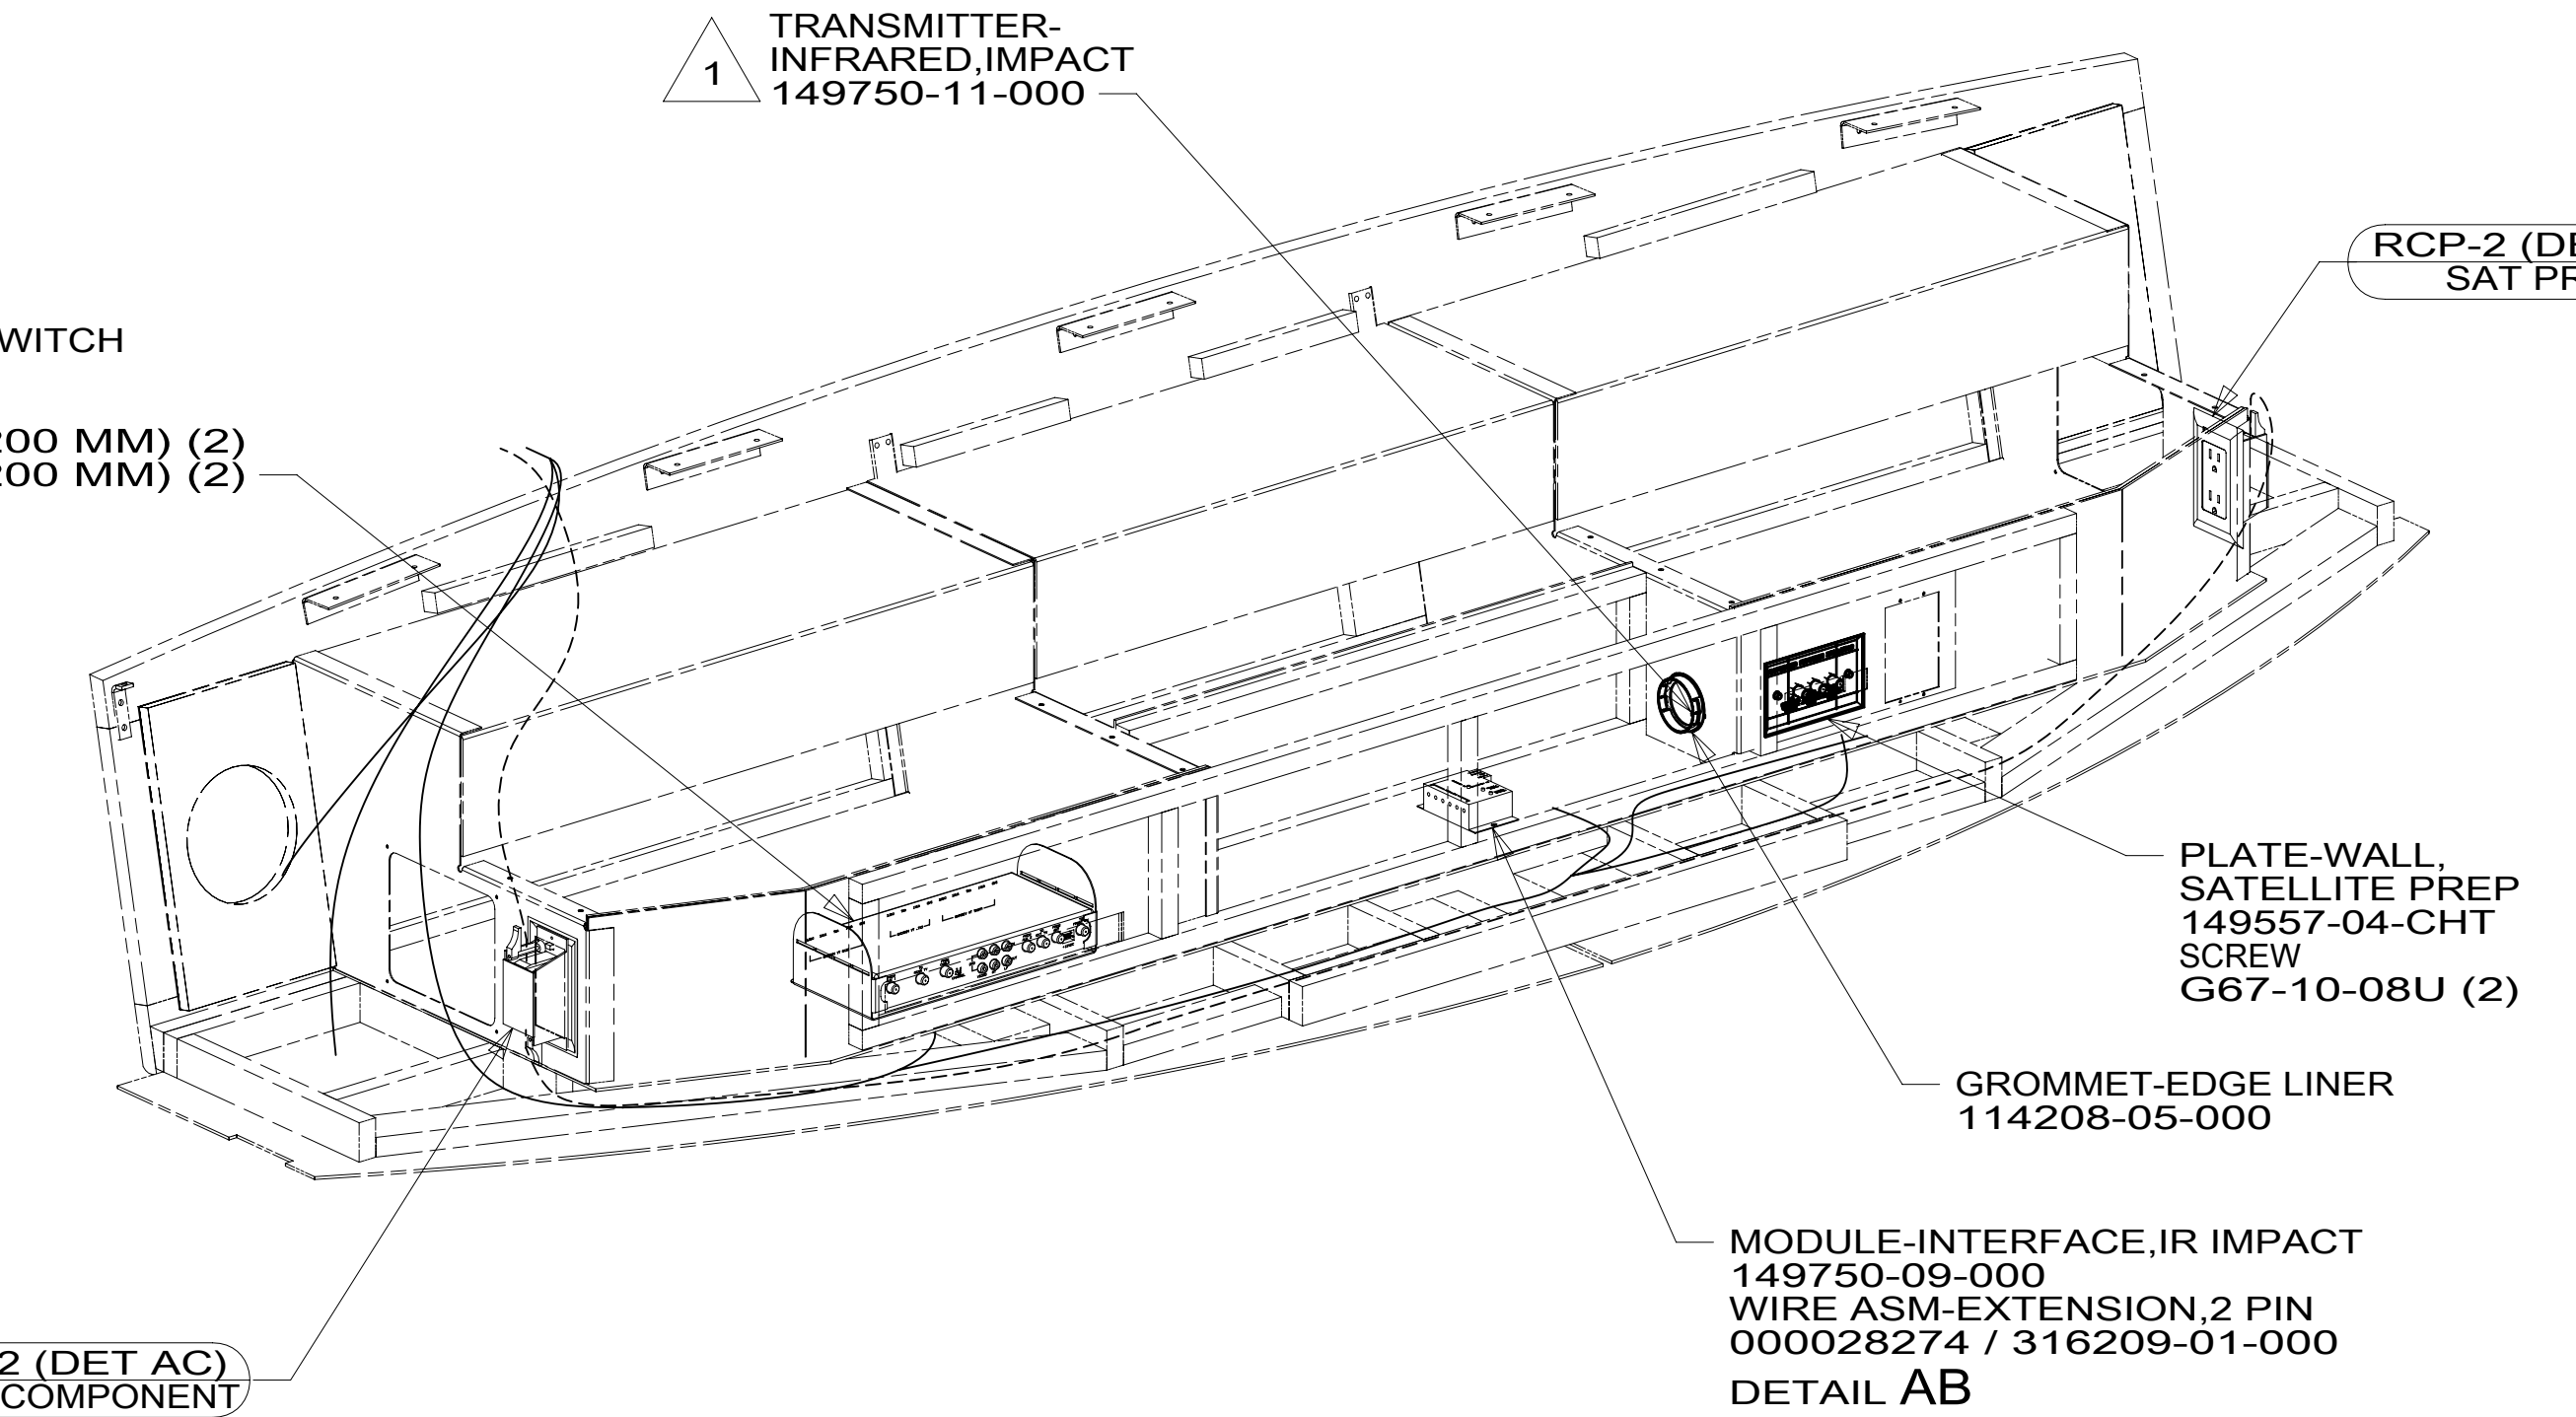 1
TRANSMITTER-
INFRARED,IMPACT
149750-11-000
RCP-2 (DE
SAT PR
WITCH
200 MM) (2)
200 MM) (2)
PLATE-WALL,
SATELLITE PREP
149557-04-CHT
SCREW
G67-10-08U (2)
GROMMET-EDGE LINER
114208-05-000
MODULE-INTERFACE,IR IMPACT
149750-09-000
WIRE ASM-EXTENSION,2 PIN
000028274 / 316209-01-000
DETAIL AB
2 (DET AC)
COMPONENT